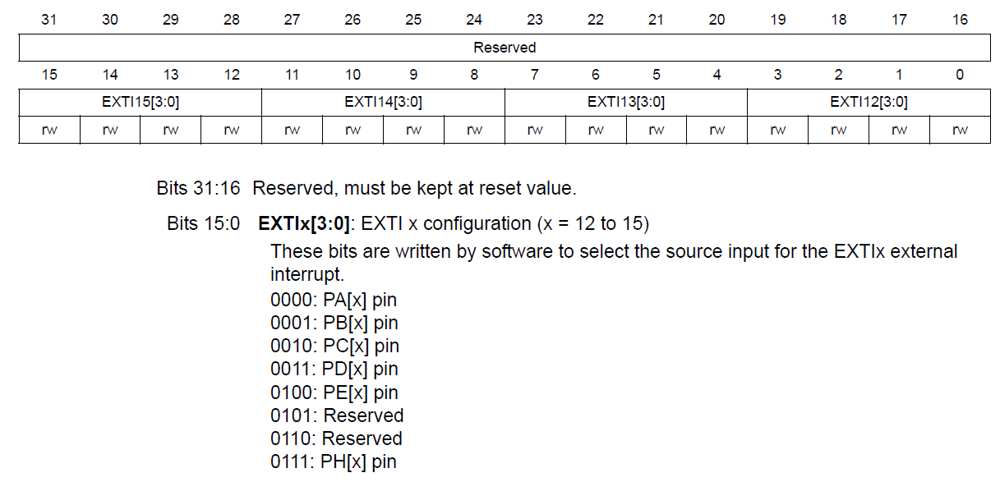 31 30 29 28 27 26 25 24 23 22 21 20 19 18 17 16
Reserved
15 14 13 12 11 10 9 8 7 6 5 4 3 2 1 0
EXTI15[3:0] EXTI14[3:0] EXTI13[3:0] EXTI12[3:0]
rw rw rw rw rw rw rw rw rw rw rw rw rw rw rw rw
Bits 31:16 Reserved, must be kept at reset value.
Bits 15:0 EXTIx[3:0]: EXTI x configuration (x = 12 to 15)
These bits are written by software to select the source input for the EXTIx external
interrupt.
0000: PA[x] pin
0001: PB[x] pin
0010: PC[x] pin
0011: PD[x] pin
0100: PE[x] pin
0101: Reserved
0110: Reserved
0111: PH[x] pin